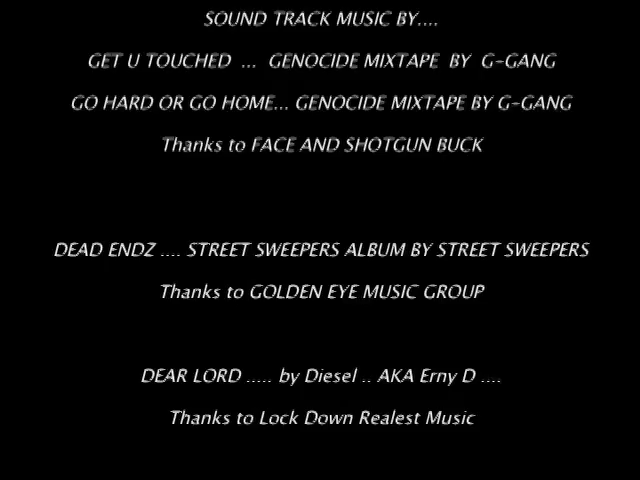 SOUND TRACK MUSIC BY....
GET U TOUCHED ... GENOCIDE MIXTAPE BY G-GANG
GO HARD OR GO HOME... GENOCIDE MIXTAPE BY G-GANG
Thanks to FACE AND SHOTGUN BUCK
DEAD ENDZ .... STREET SWEEPERS ALBUM BY STREET SWEEPERS
Thanks to GOLDEN EYE MUSIC GROUP
DEAR LORD ..... by Diesel .. AKA Erny D ....
Thanks to Lock Down Realest Music